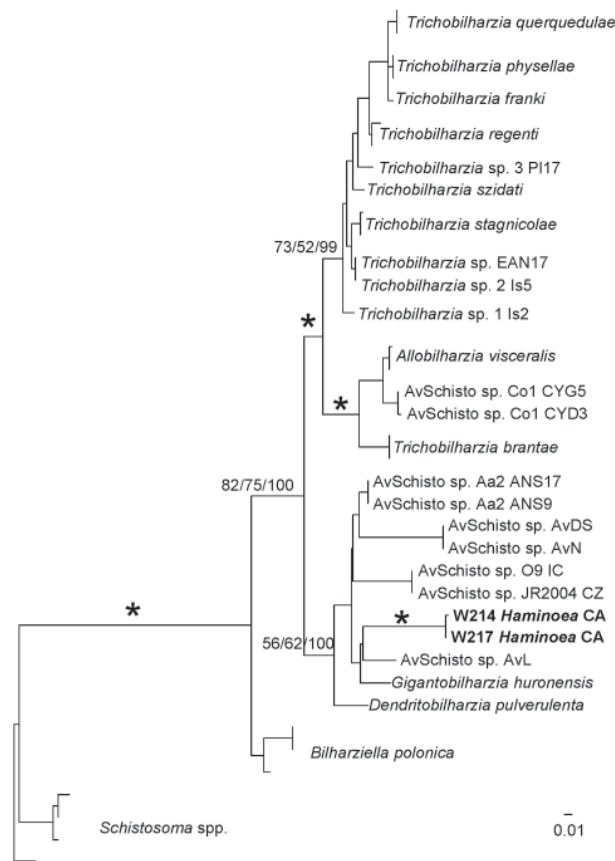 Trichobilharzia querquedulae
Trichobilharzia physellae
Trichobilharzia franki
Trichobilharzia regenti
Trichobilharzia sp. 3 PI17
Trichobilharzia szidati
Trichobilharzia stagnicolae
73/52/99
Trichobilharzia sp. EAN17
Trichobilharzia sp. 2 Is5
Trichobilharzia sp. 1 Is2
*
Allobilharzia visceralis
AvSchisto sp. Co1 CYG5
*
AvSchisto sp. Co1 CYD3
Trichobilharzia brantae
82/75/100
AvSchisto sp. Aa2 ANS17
AvSchisto sp. Aa2 ANS9
AvSchisto sp. AvDS
AvSchisto sp. AvN
AvSchisto sp. O9 IC
AvSchisto sp. JR2004 CZ
*
*
W214 Haminoea CA
56/62/100
W217 Haminoea CA
AvSchisto sp. AvL
Gigantobilharzia huronensis
Dendritobilharzia pulverulenta
Bilharziella polonica
Schistosoma spp.
0.01